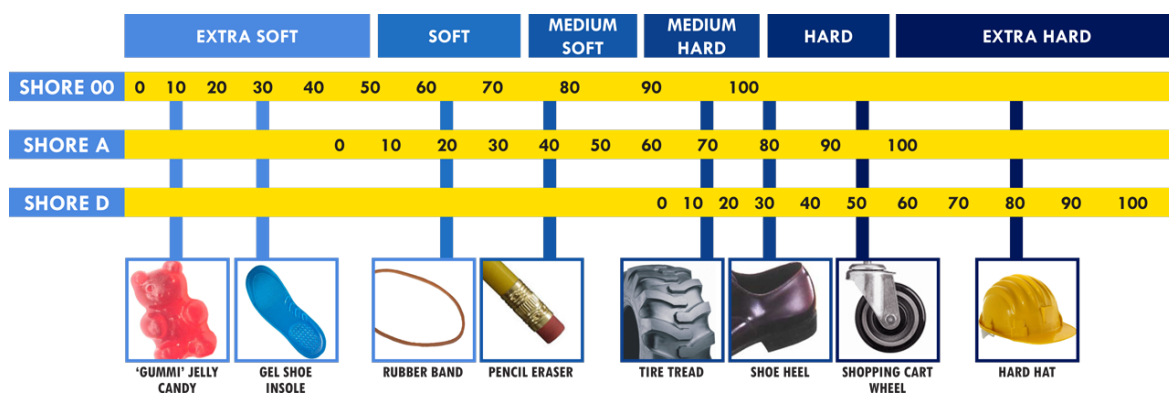 EXTRA SOFT
SOFT
MEDIUM
SOFT
MEDIUM
HARD
HARD
EXTRA HARD
SHORE 00 0 10 20 30 40 50 60 70 80 90 100
SHORE A 0 10 20 30 40 50 60 70 80 90 100
SHORE D 0 10 20 30 40 50 60 70 80 90 100
‘GUMMI’ JELLY
CANDY
GEL SHOE
INSOLE
RUBBER BAND
PENCIL ERASER
TIRE TREAD
SHOE HEEL
SHOPPING CART
WHEEL
HARD HAT